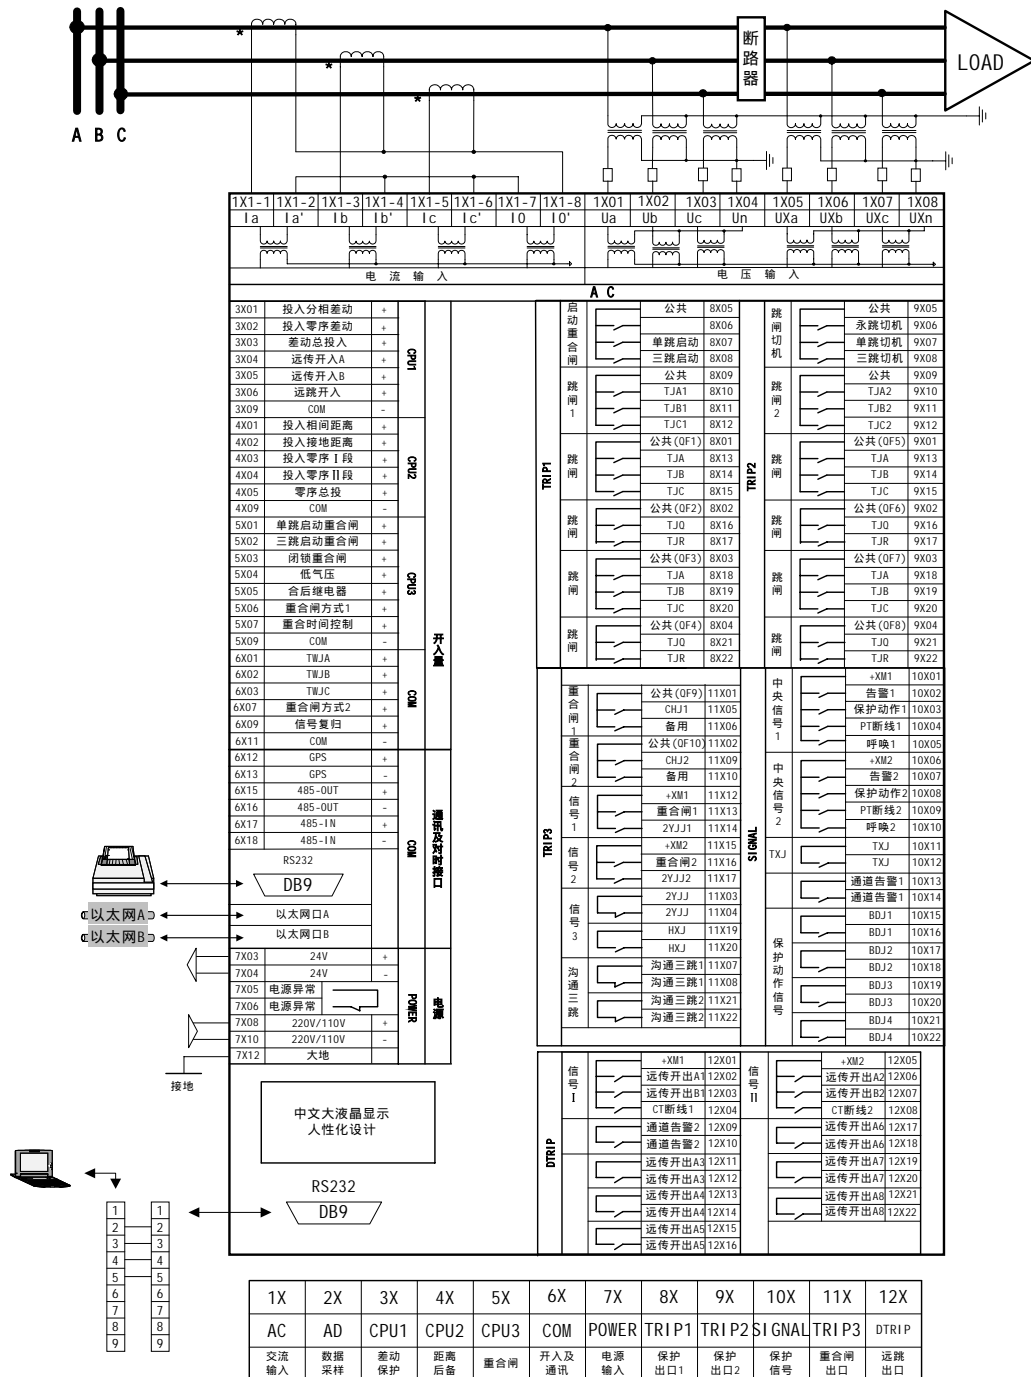 断路器
LOAD
A B C
1X1-1 1X1-2 1X1-3 1X1-4 1X1-5 1X1-6 1X1-7 1X1-8 1X01 1X02 1X03 1X04 1X05 1X06 1X07 1X08
Ia Ia' Ib Ib' Ic Ic' I0 I0' Ua Ub Uc Un UXa UXb UXc UXn
电流输入 电压输入
AC
3X01 投入分相差动 +
3X02 投入零序差动 +
3X03 差动总投入 +
3X04 远传开入A +
3X05 远传开入B +
3X06 远跳开入 +
3X09 COM -
CPU1
4X01 投入相间距离 +
4X02 投入接地距离 +
4X03 投入零序Ⅰ段 +
4X04 投入零序Ⅱ段 +
4X05 零序总投 +
4X09 COM -
CPU2
5X01 单跳启动重合闸 +
5X02 三跳启动重合闸 +
5X03 闭锁重合闸 +
5X04 低气压 +
5X05 合后继电器 +
5X06 重合闸方式1 +
5X07 重合时间控制 +
5X09 COM -
CPU3
6X01 TWJA +
6X02 TWJB +
6X03 TWJC +
6X07 重合闸方式2 +
6X09 信号复归 +
6X11 COM -
COM
开入量
6X12 GPS +
6X13 GPS -
6X15 485-OUT +
6X16 485-OUT -
6X17 485-IN +
6X18 485-IN -
RS232
DB9
以太网A 以太网口A
以太网B 以太网口B
COM
通讯及对时接口
7X03 24V +
7X04 24V -
7X05 电源异常
7X06 电源异常
7X08 220V/110V +
7X10 220V/110V -
7X12 大地
POWER
电源
接地
中文大液晶显示
人性化设计
RS232
DB9
1 1
2 2
3 3
4 4
5 5
6 6
7 7
8 8
9 9
TRIP1
启动重合闸
公共 8X05
8X06
单跳启动 8X07
三跳启动 8X08
跳闸1
公共 8X09
TJA1 8X10
TJB1 8X11
TJC1 8X12
跳闸
公共(QF1) 8X01
TJA 8X13
TJB 8X14
TJC 8X15
跳闸
公共(QF2) 8X02
TJQ 8X16
TJR 8X17
跳闸
公共(QF3) 8X03
TJA 8X18
TJB 8X19
TJC 8X20
跳闸
公共(QF4) 8X04
TJQ 8X21
TJR 8X22
TRIP2
跳闸切机
公共 9X05
永跳切机 9X06
单跳切机 9X07
三跳切机 9X08
跳闸2
公共 9X09
TJA2 9X10
TJB2 9X11
TJC2 9X12
跳闸
公共(QF5) 9X01
TJA 9X13
TJB 9X14
TJC 9X15
跳闸
公共(QF6) 9X02
TJQ 9X16
TJR 9X17
跳闸
公共(QF7) 9X03
TJA 9X18
TJB 9X19
TJC 9X20
跳闸
公共(QF8) 9X04
TJQ 9X21
TJR 9X22
TRIP3
重合闸1
公共(QF9) 11X01
CHJ1 11X05
备用 11X06
重合闸2
公共(QF10) 11X02
CHJ2 11X09
备用 11X10
信号1
+XM1 11X12
重合闸1 11X13
2YJJ1 11X14
信号2
+XM2 11X15
重合闸2 11X16
2YJJ2 11X17
信号3
2YJJ 11X03
2YJJ 11X04
HXJ 11X19
HXJ 11X20
沟通三跳
沟通三跳1 11X07
沟通三跳1 11X08
沟通三跳2 11X21
沟通三跳2 11X22
SIGNAL
中央信号1
+XM1 10X01
告警1 10X02
保护动作1 10X03
PT断线1 10X04
呼唤1 10X05
中央信号2
+XM2 10X06
告警2 10X07
保护动作2 10X08
PT断线2 10X09
呼唤2 10X10
TXJ
TXJ 10X11
TXJ 10X12
通道告警1 10X13
通道告警1 10X14
保护动作信号
BDJ1 10X15
BDJ1 10X16
BDJ2 10X17
BDJ2 10X18
BDJ3 10X19
BDJ3 10X20
BDJ4 10X21
BDJ4 10X22
DTRIP
信号Ⅰ
+XM1 12X01
远传开出A1 12X02
远传开出B1 12X03
CT断线1 12X04
通道告警2 12X09
通道告警2 12X10
远传开出A3 12X11
远传开出A3 12X12
远传开出A4 12X13
远传开出A4 12X14
远传开出A5 12X15
远传开出A5 12X16
信号Ⅱ
+XM2 12X05
远传开出A2 12X06
远传开出B2 12X07
CT断线2 12X08
远传开出A6 12X17
远传开出A6 12X18
远传开出A7 12X19
远传开出A7 12X20
远传开出A8 12X21
远传开出A8 12X22
1X 2X 3X 4X 5X 6X 7X 8X 9X 10X 11X 12X
AC AD CPU1 CPU2 CPU3 COM POWER TRIP1 TRIP2 SIGNAL TRIP3 DTRIP
交流输入 数据采样 差动保护 距离后备 重合闸 开入及通讯 电源输入 保护出口1 保护出口2 保护信号 重合闸出口 远跳出口